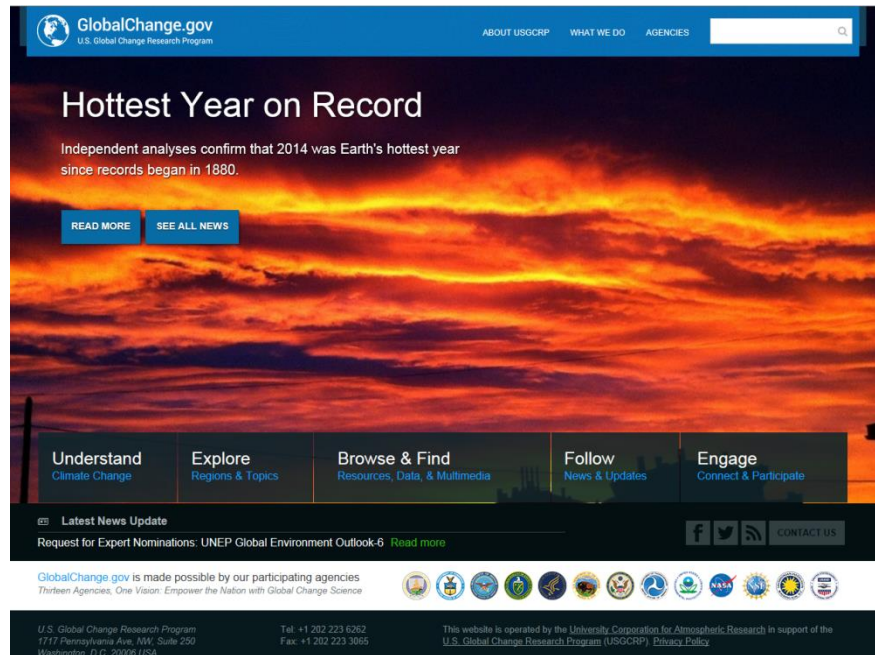 GlobalChange.gov
U.S. Global Change Research Program
ABOUT USGCRP WHAT WE DO AGENCIES
Hottest Year on Record
Independent analyses confirm that 2014 was Earth's hottest year
since records began in 1880.
READ MORE SEE ALL NEWS
Understand
Climate Change
Explore
Regions & Topics
Browse & Find
Resources, Data, & Multimedia
Follow
News & Updates
Engage
Connect & Participate
Latest News Update
Request for Expert Nominations: UNEP Global Environment Outlook-6 Read more
CONTACT US
GlobalChange.gov is made possible by our participating agencies
Thirteen Agencies, One Vision: Empower the Nation with Global Change Science
NASA
NSF
U.S. Global Change Research Program
1717 Pennsylvania Ave, NW, Suite 250
Washington, D.C. 20006 USA
Tel: +1 202 223 6262
Fax: +1 202 223 3065
This website is operated by the University Corporation for Atmospheric Research in support of the
U.S. Global Change Research Program (USGCRP). Privacy Policy